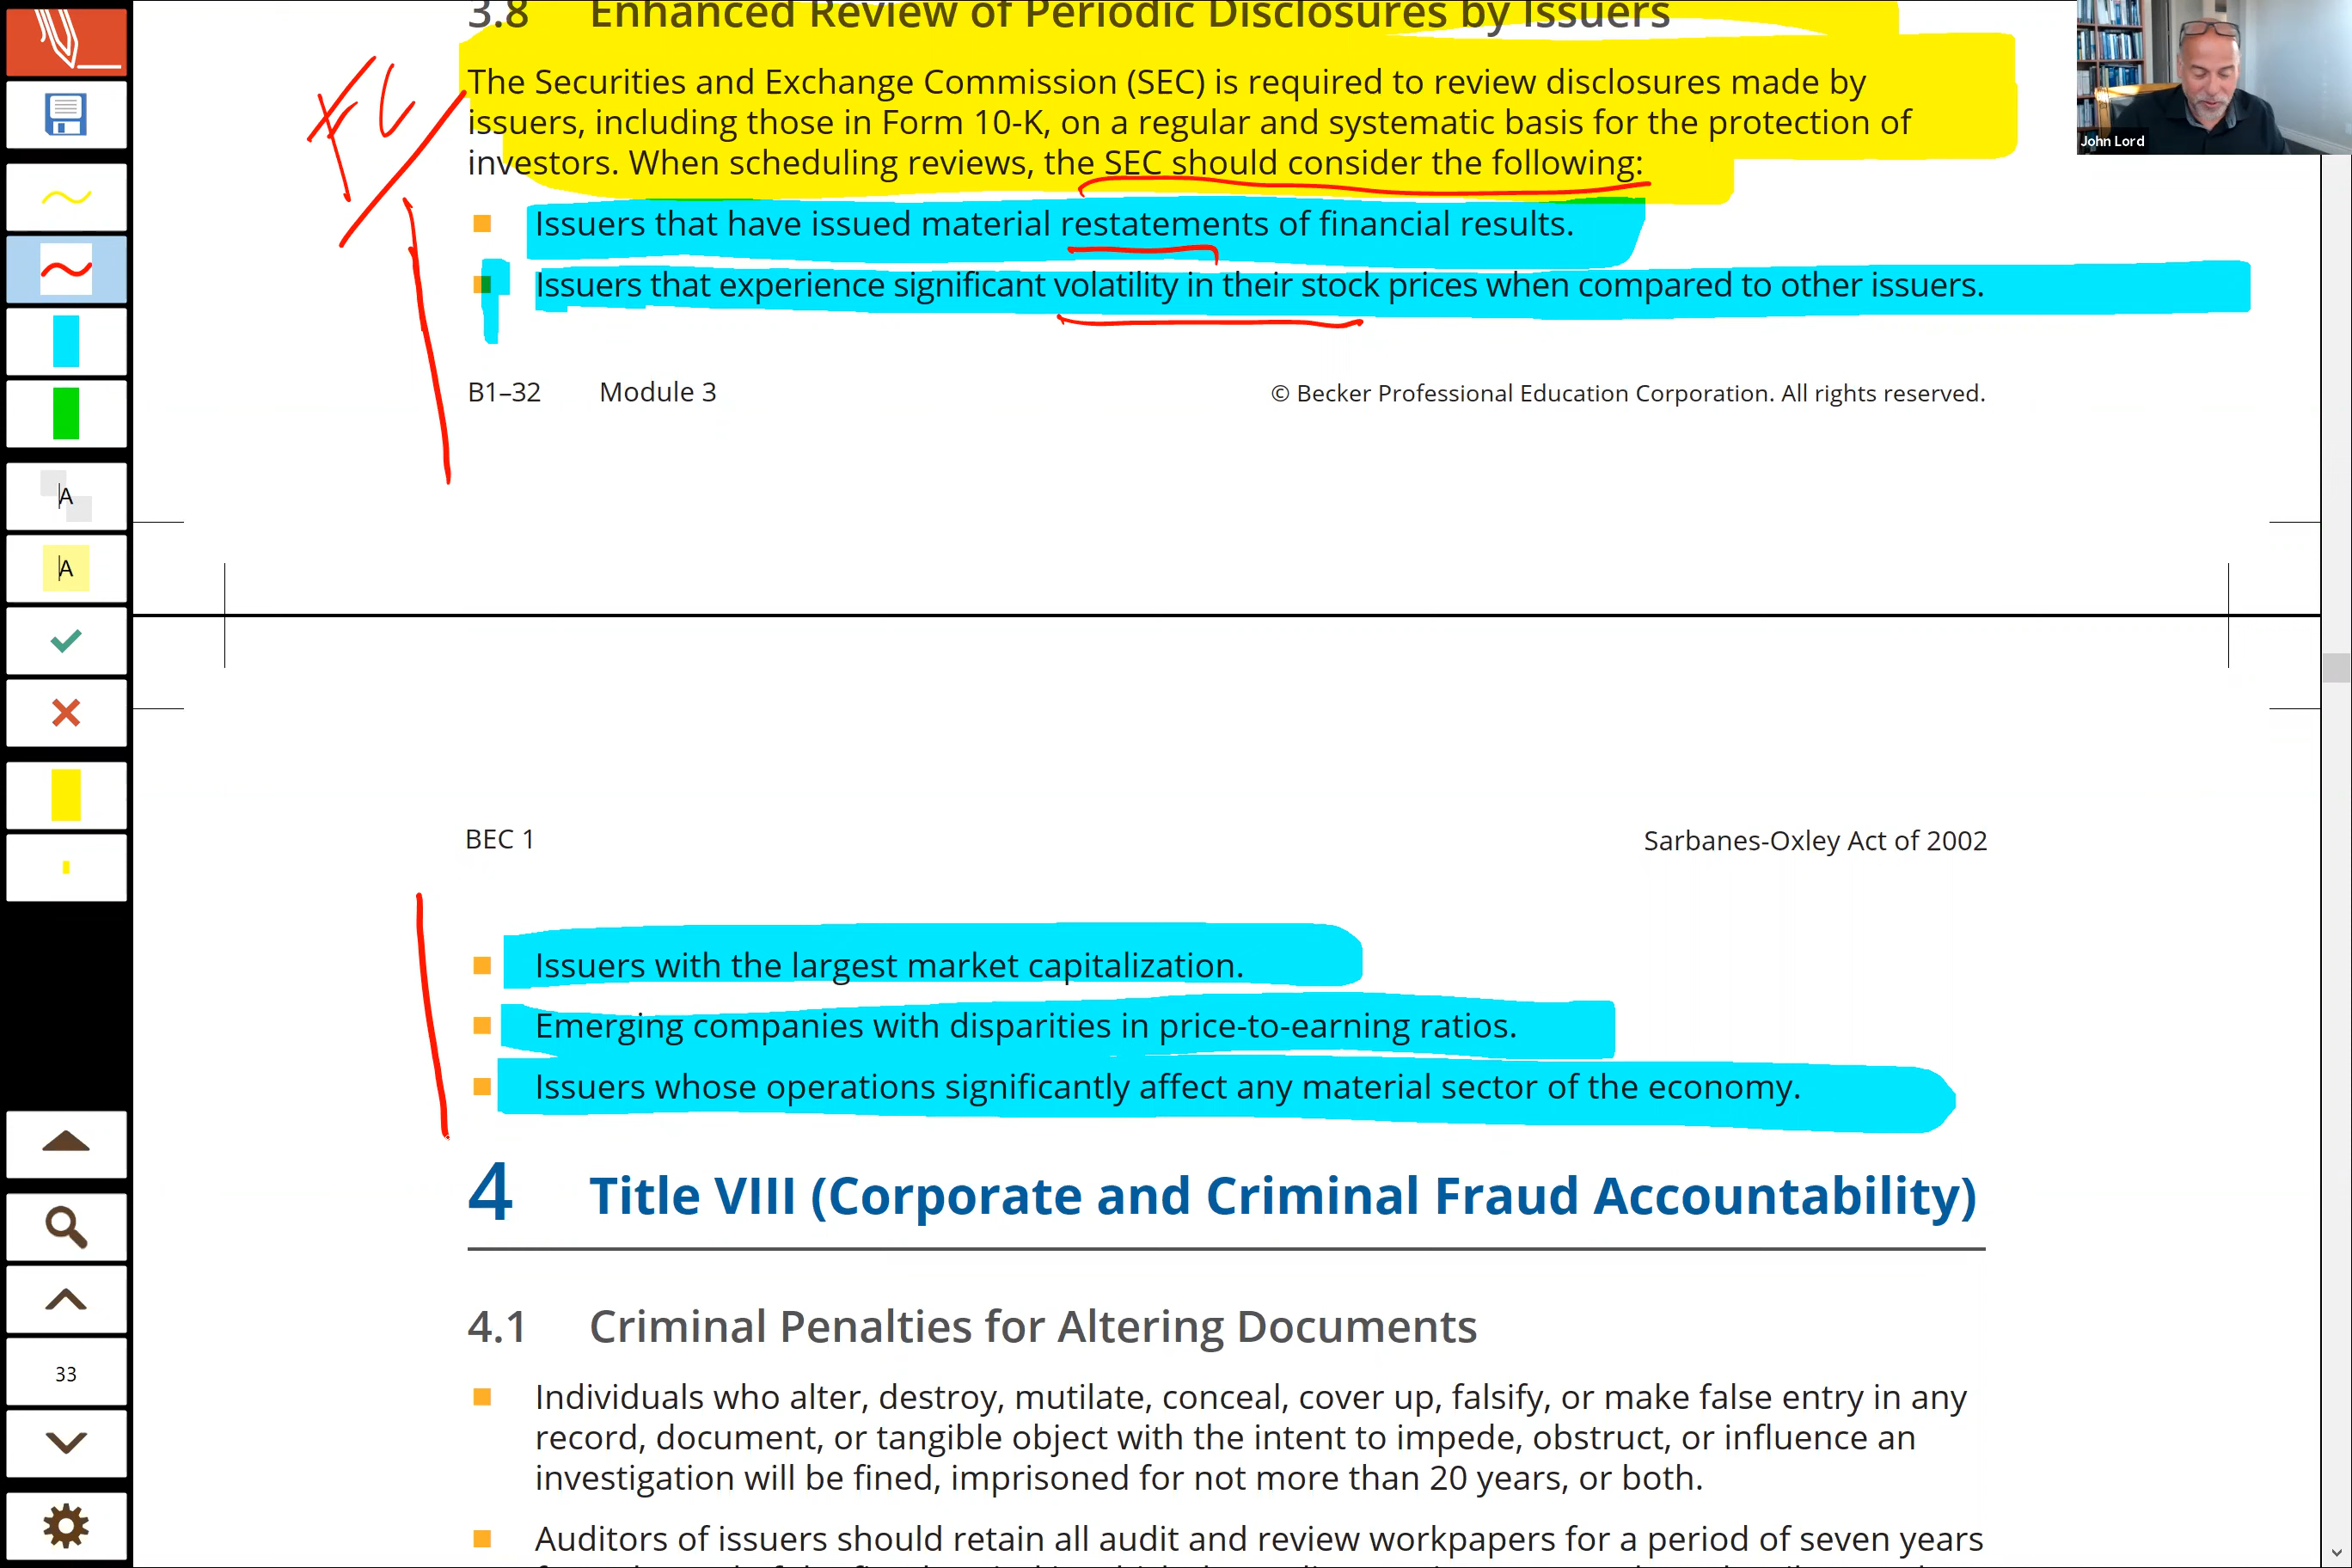 3.8 Enhanced Review of Periodic Disclosures by Issuers
The Securities and Exchange Commission (SEC) is required to review disclosures made by
issuers, including those in Form 10-K, on a regular and systematic basis for the protection of
investors. When scheduling reviews, the SEC should consider the following:
Issuers that have issued material restatements of financial results.
Issuers that experience significant volatility in their stock prices when compared to other issuers.
B1–32 Module 3 © Becker Professional Education Corporation. All rights reserved.
John Lord
A
A
BEC 1 Sarbanes-Oxley Act of 2002
Issuers with the largest market capitalization.
Emerging companies with disparities in price-to-earning ratios.
Issuers whose operations significantly affect any material sector of the economy.
4 Title VIII (Corporate and Criminal Fraud Accountability)
4.1 Criminal Penalties for Altering Documents
Individuals who alter, destroy, mutilate, conceal, cover up, falsify, or make false entry in any
record, document, or tangible object with the intent to impede, obstruct, or influence an
investigation will be fined, imprisoned for not more than 20 years, or both.
Auditors of issuers should retain all audit and review workpapers for a period of seven years
33